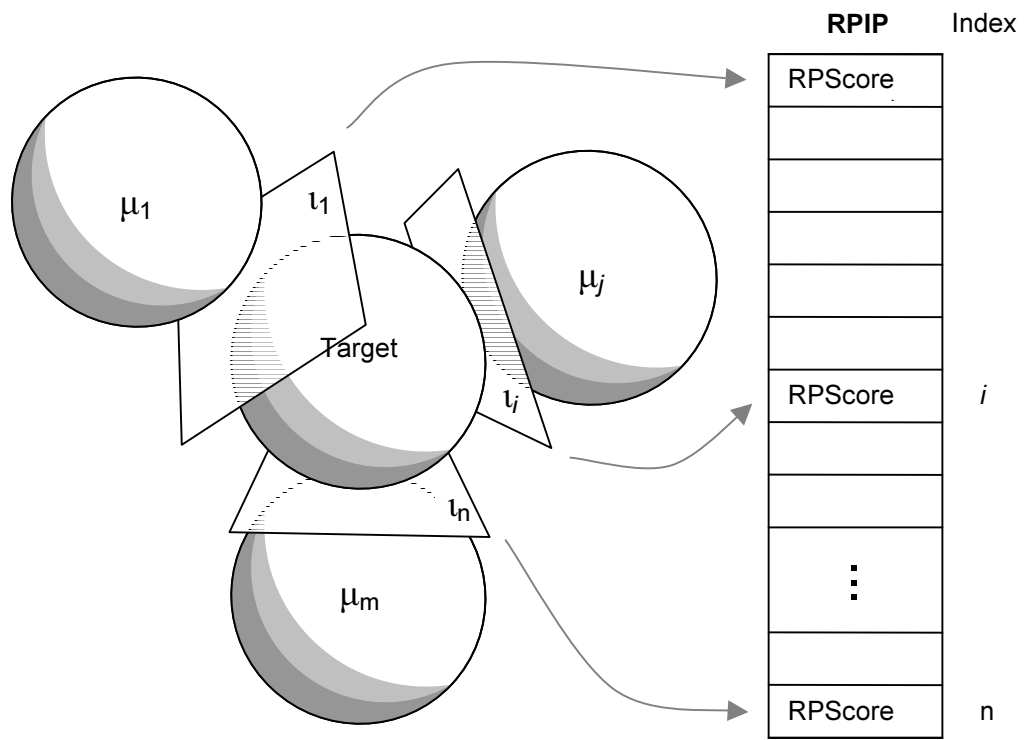 RPIP Index
RPScore
μ1
ι1
μj
Target
RPScore i
ιi
ιn
μm
RPScore n